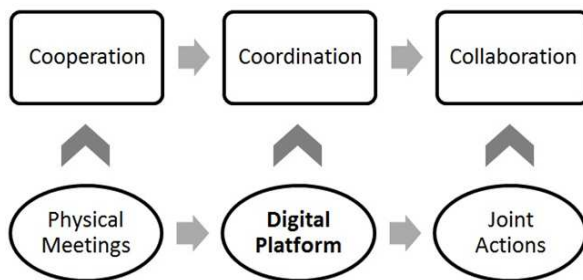 Cooperation
Coordination
Collaboration
Physical
Meetings
Digital
Platform
Joint
Actions